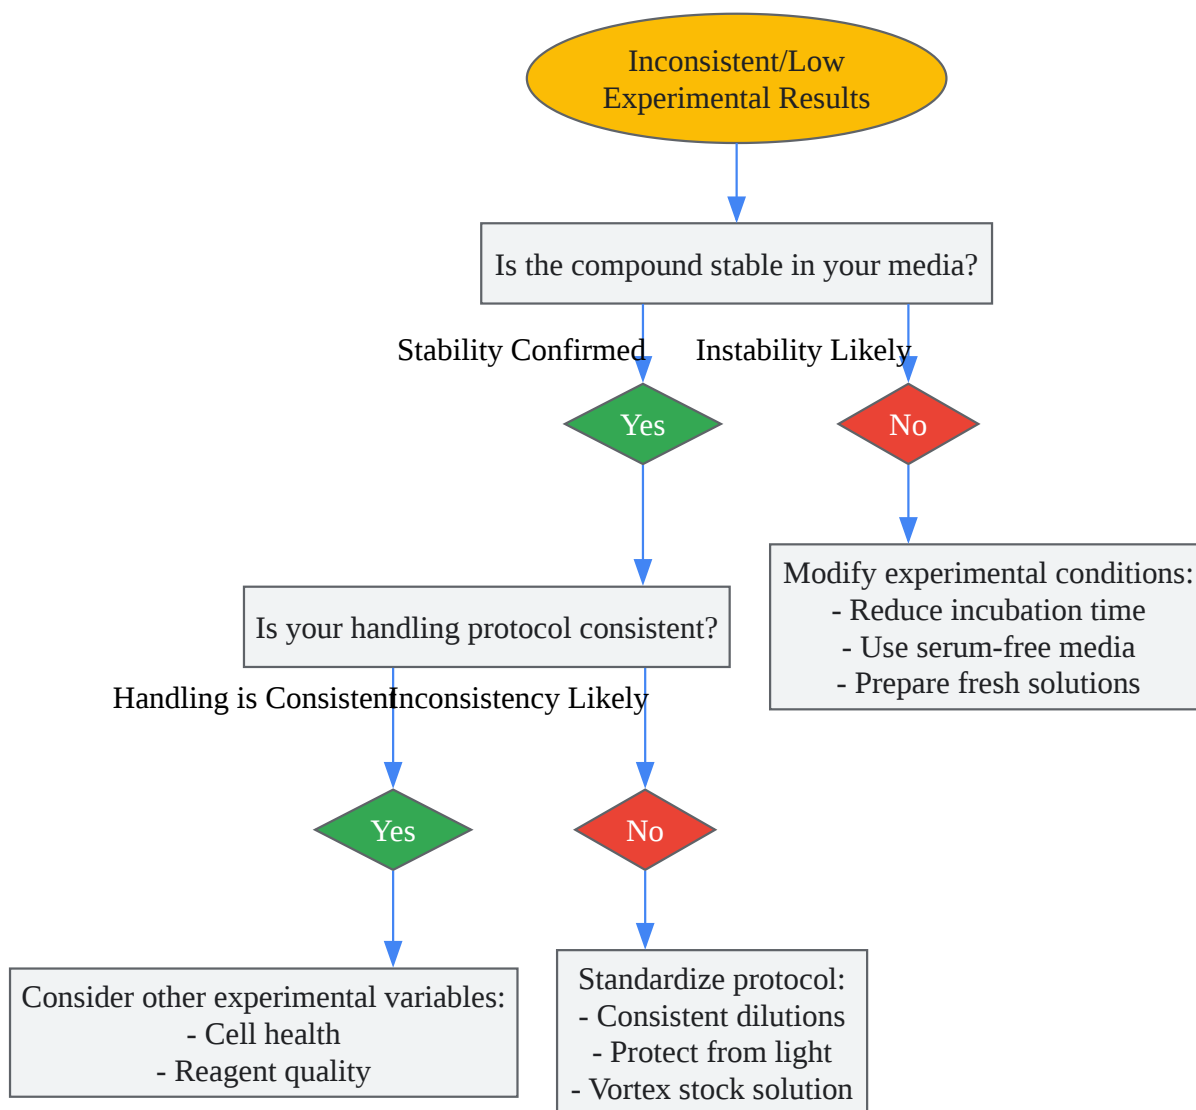 Inconsistent/Low
Experimental Results
Is the compound stable in your media?
Stability Confirmed
Instability Likely
Yes
No
Modify experimental conditions:
- Reduce incubation time
- Use serum-free media
- Prepare fresh solutions
Is your handling protocol consistent?
Handling is Consistent
Inconsistency Likely
Yes
No
Consider other experimental variables:
- Cell health
- Reagent quality
Standardize protocol:
- Consistent dilutions
- Protect from light
- Vortex stock solution